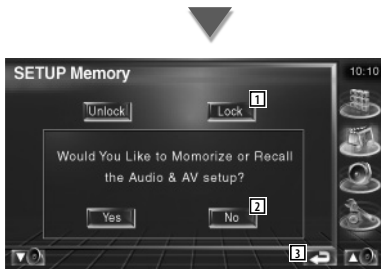 SETUP Memory
10:10
Unlock
Lock
1
Would You Like to Momorize or Recall
the Audio & AV setup?
Yes
No
2
3